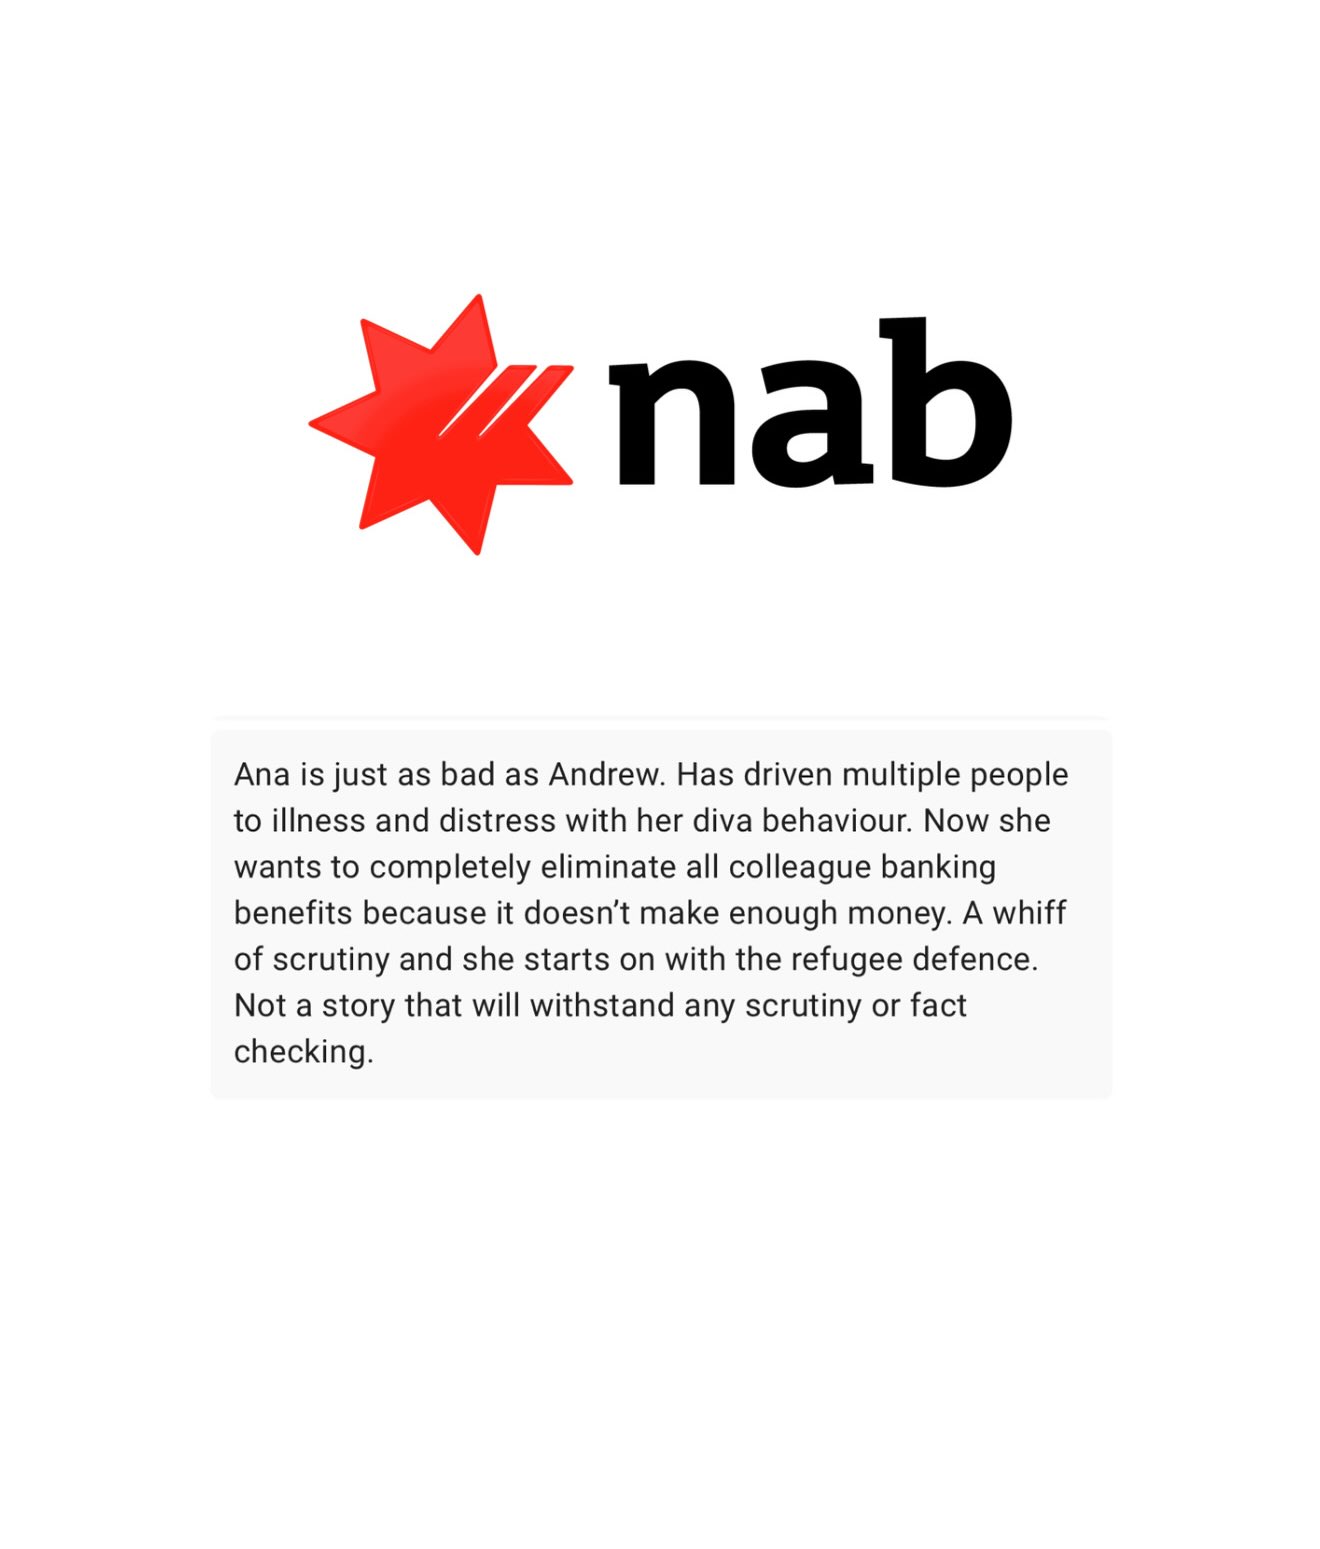 nab
Ana is just as bad as Andrew. Has driven multiple people
to illness and distress with her diva behaviour. Now she
wants to completely eliminate all colleague banking
benefits because it doesn’t make enough money. A whiff
of scrutiny and she starts on with the refugee defence.
Not a story that will withstand any scrutiny or fact
checking.